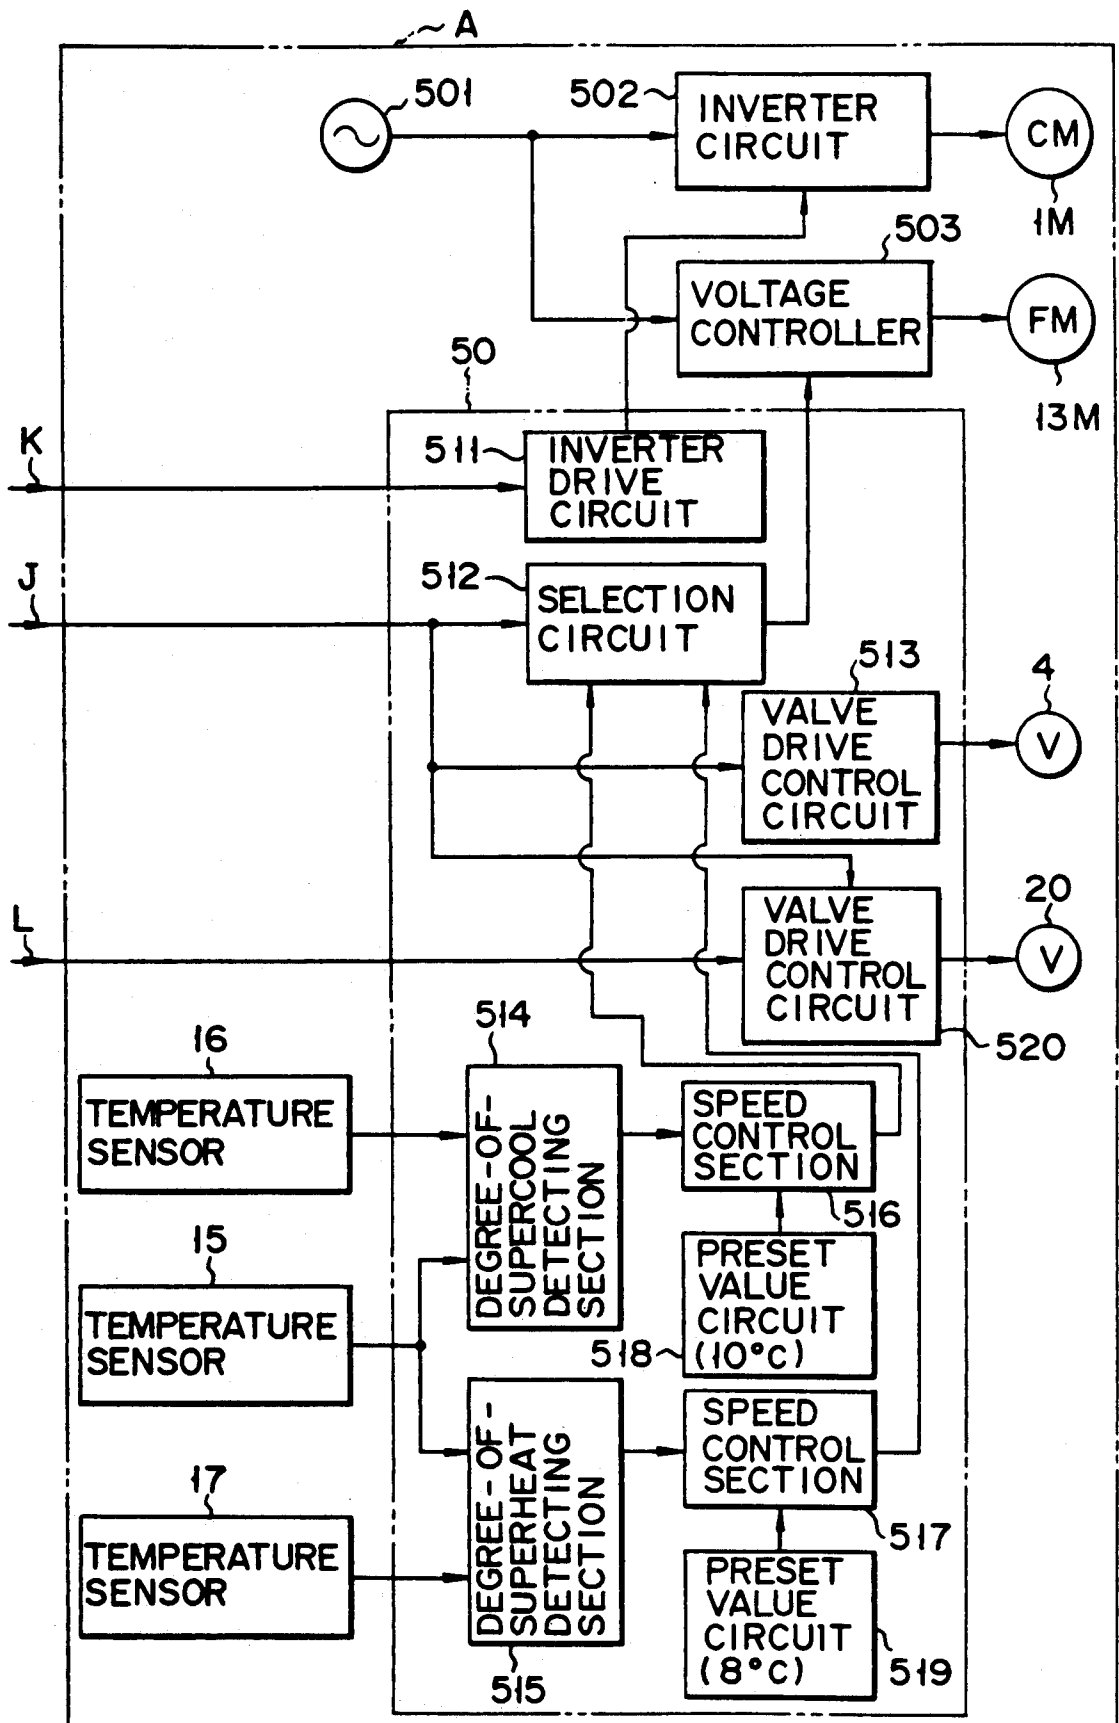 A
501
502
INVERTER
CIRCUIT
CM
1M
503
VOLTAGE
CONTROLLER
FM
13M
50
K
511
INVERTER
DRIVE
CIRCUIT
J
512
SELECTION
CIRCUIT
513
VALVE
DRIVE
CONTROL
CIRCUIT
4
V
L
VALVE
DRIVE
CONTROL
CIRCUIT
520
20
V
16
TEMPERATURE
SENSOR
514
DEGREE-OF-
SUPERCOOL
DETECTING
SECTION
SPEED
CONTROL
SECTION
516
15
TEMPERATURE
SENSOR
PRESET
VALUE
CIRCUIT
(10°C)
518
17
TEMPERATURE
SENSOR
DEGREE-OF-
SUPERHEAT
DETECTING
SECTION
515
SPEED
CONTROL
SECTION
517
PRESET
VALUE
CIRCUIT
(8°C)
519